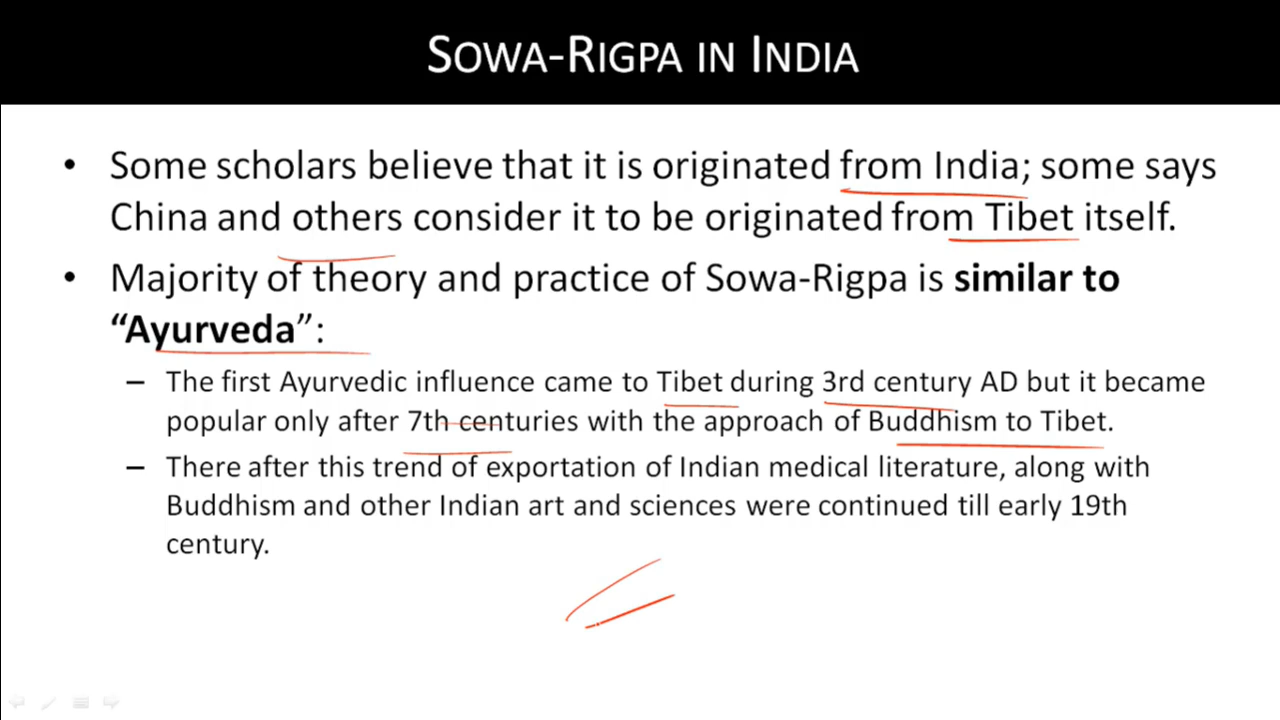 SOWA-RIGPA IN INDIA
• Some scholars believe that it is originated from India; some says
China and others consider it to be originated from Tibet itself.
• Majority of theory and practice of Sowa-Rigpa is similar to
“Ayurveda”:
– The first Ayurvedic influence came to Tibet during 3rd century AD but it became
popular only after 7th centuries with the approach of Buddhism to Tibet.
– There after this trend of exportation of Indian medical literature, along with
Buddhism and other Indian art and sciences were continued till early 19th
century.